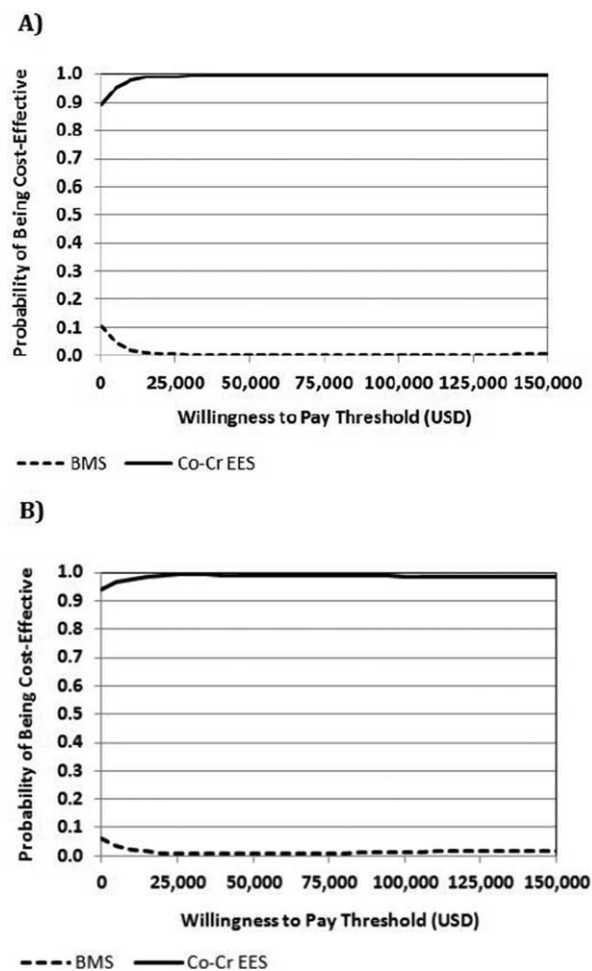 A)
Probability of Being Cost-Effective
1.0
0.9
0.8
0.7
0.6
0.5
0.4
0.3
0.2
0.1
0.0
0 25,000 50,000 75,000 100,000 125,000 150,000
Willingness to Pay Threshold (USD)
BMS Co-Cr EES
B)
Probability of Being Cost-Effective
1.0
0.9
0.8
0.7
0.6
0.5
0.4
0.3
0.2
0.1
0.0
0 25,000 50,000 75,000 100,000 125,000 150,000
Willingness to Pay Threshold (USD)
BMS Co-Cr EES